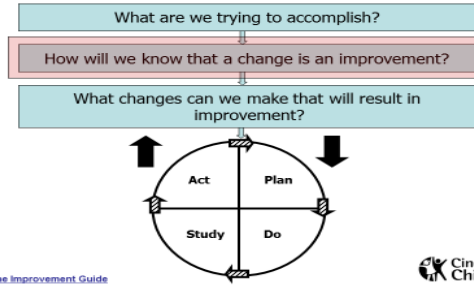 What are we trying to accomplish?
How will we know that a change is an improvement?
What changes can we make that will result in
improvement?
Act
Plan
Study
Do
Improvement Guide